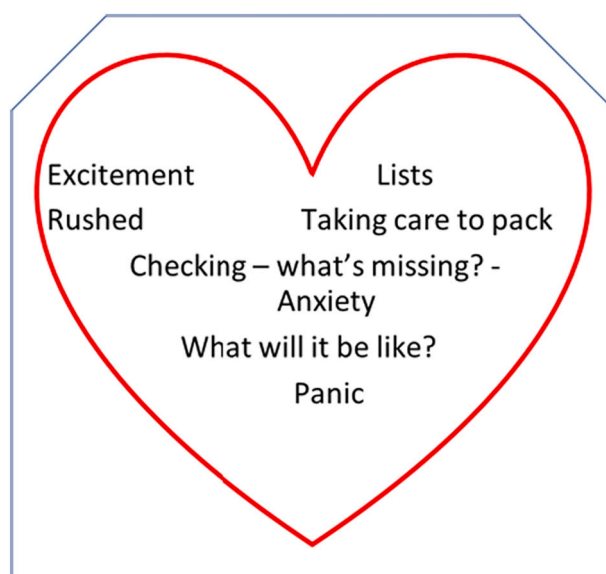 Excitement Lists
Rushed Taking care to pack
Checking – what's missing? -
Anxiety
What will it be like?
Panic